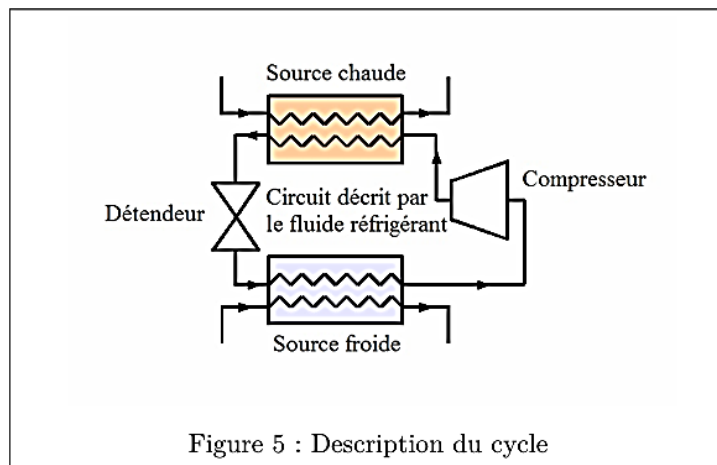 Source chaude
Compresseur
Détendeur
Circuit décrit par
le fluide réfrigérant
Source froide
Figure 5 : Description du cycle